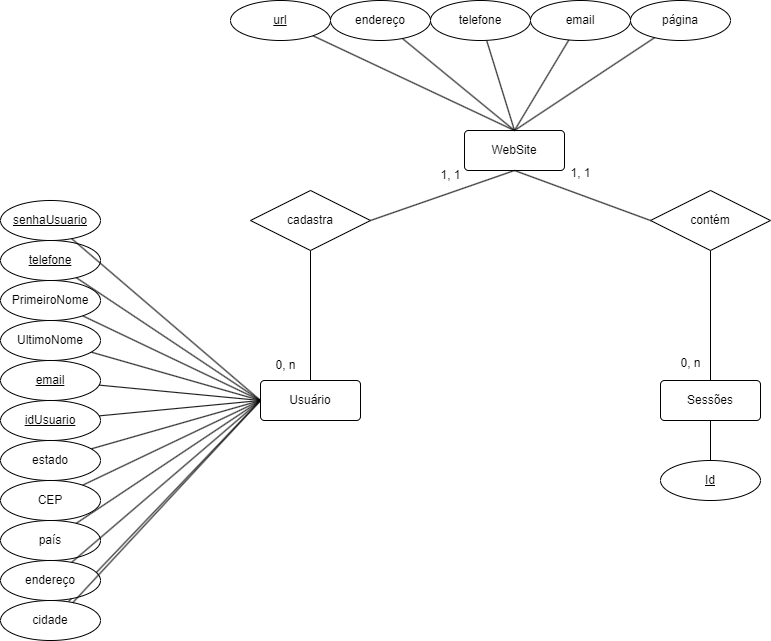 url
endereço
telefone
email
página
WebSite
1, 1
1, 1
cadastra
contém
senhaUsuario
telefone
PrimeiroNome
UltimoNome
email
idUsuario
estado
CEP
país
endereço
cidade
0, n
Usuário
0, n
Sessões
Id